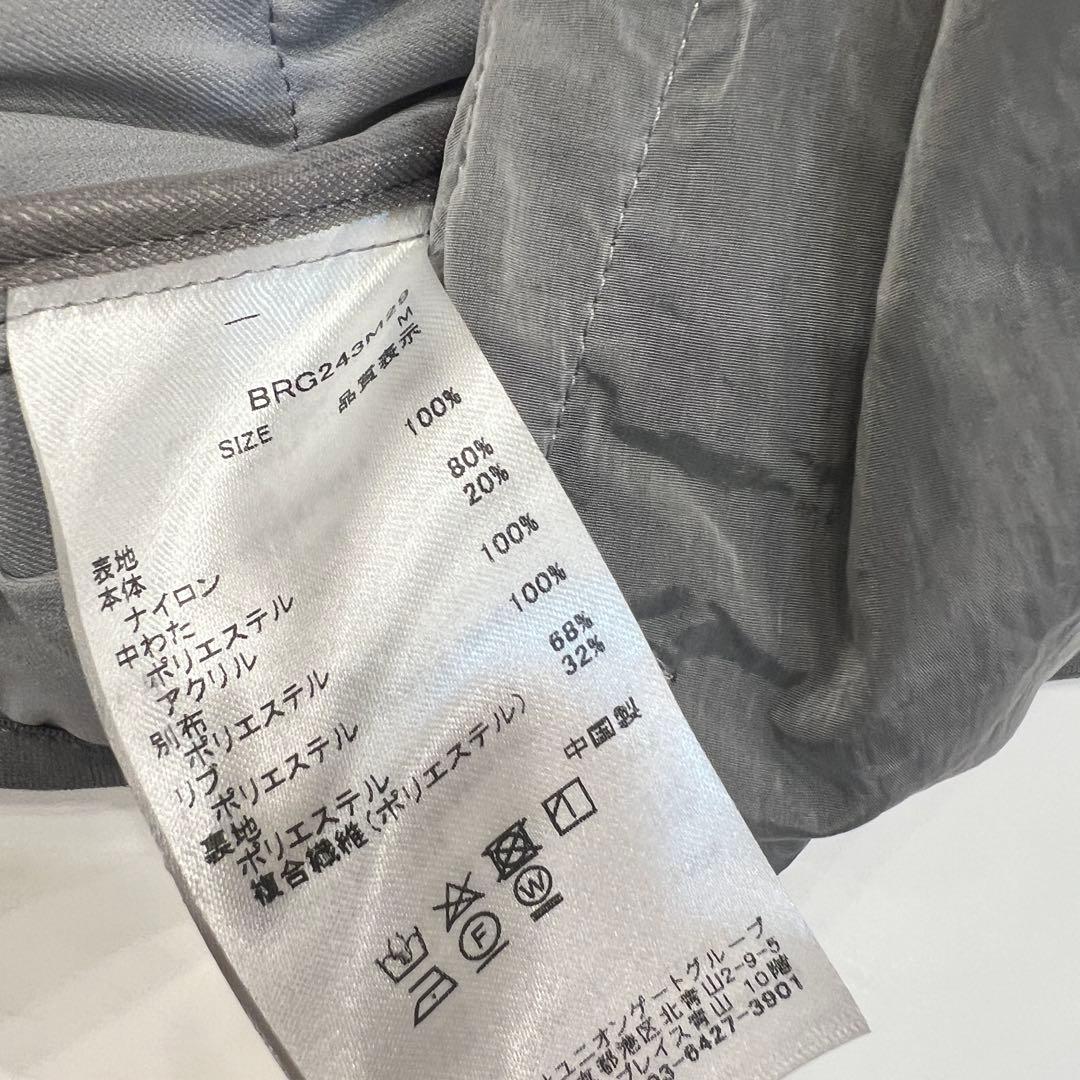 BRG243M29
SIZE M
品質表示
表地
本体
ナイロン 100%
中わた
ポリエステル 80%
アクリル 20%
別布
ポリエステル 100%
リブ
ポリエステル 100%
裏地
ポリエステル 68%
複合繊維(ポリエステル) 32%
中国製
F
W
ユニオンゲートグループ
京都港区北青山2-9-5
プレイス青山 10階
03-6427-3901